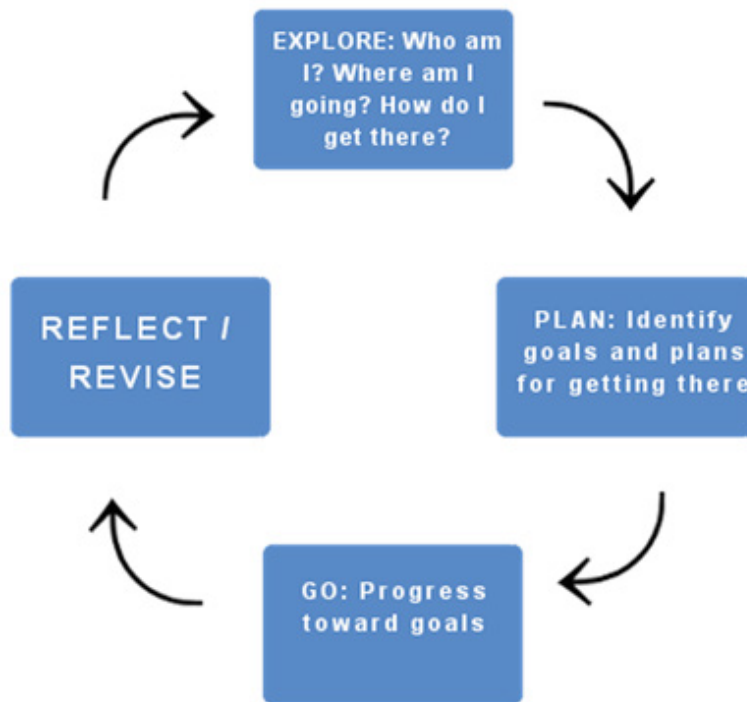 EXPLORE: Who am
I? Where am I
going? How do I
get there?
PLAN: Identify
goals and plans
for getting there
GO: Progress
toward goals
REFLECT /
REVISE